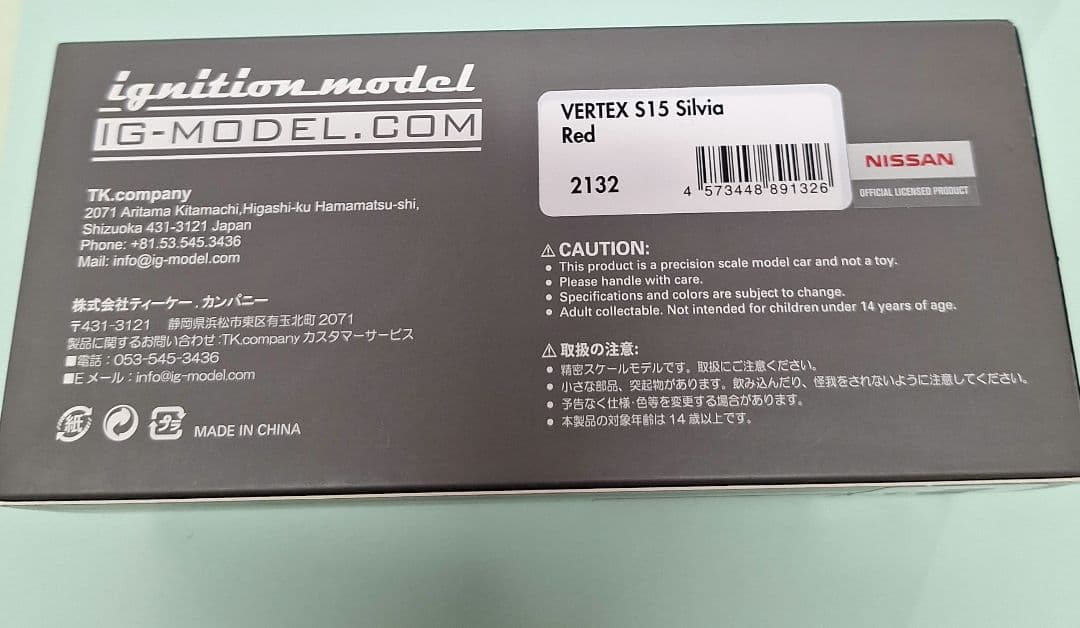 ignition model
IG-MODEL.COM
TK.company
2071 Aritama Kitamachi,Higashi-ku Hamamatsu-shi,
Shizuoka 431-3121 Japan
Phone: +81.53.545.3436
Mail: info@ig-model.com
株式会社ティーケー.カンパニー
〒431-3121 静岡県浜松市東区有玉北町2071
製品に関するお問い合わせ:TK.company カスタマーサービス
■電話:053-545-3436
■Eメール:info@ig-model.com
紙
プラ
MADE IN CHINA
VERTEX S15 Silvia
Red
2132
4 573448 891326
NISSAN
OFFICIAL LICENSED PRODUCT
⚠ CAUTION:
• This product is a precision scale model car and not a toy.
• Please handle with care.
• Specifications and colors are subject to change.
• Adult collectable. Not intended for children under 14 years of age.
⚠ 取扱の注意:
• 精密スケールモデルです。取扱にご注意ください。
• 小さな部品、突起物があります。飲み込んだり、怪我をされないように注意してください。
• 予告なく仕様・色等を変更する場合があります。
• 本製品の対象年齢は14歳以上です。